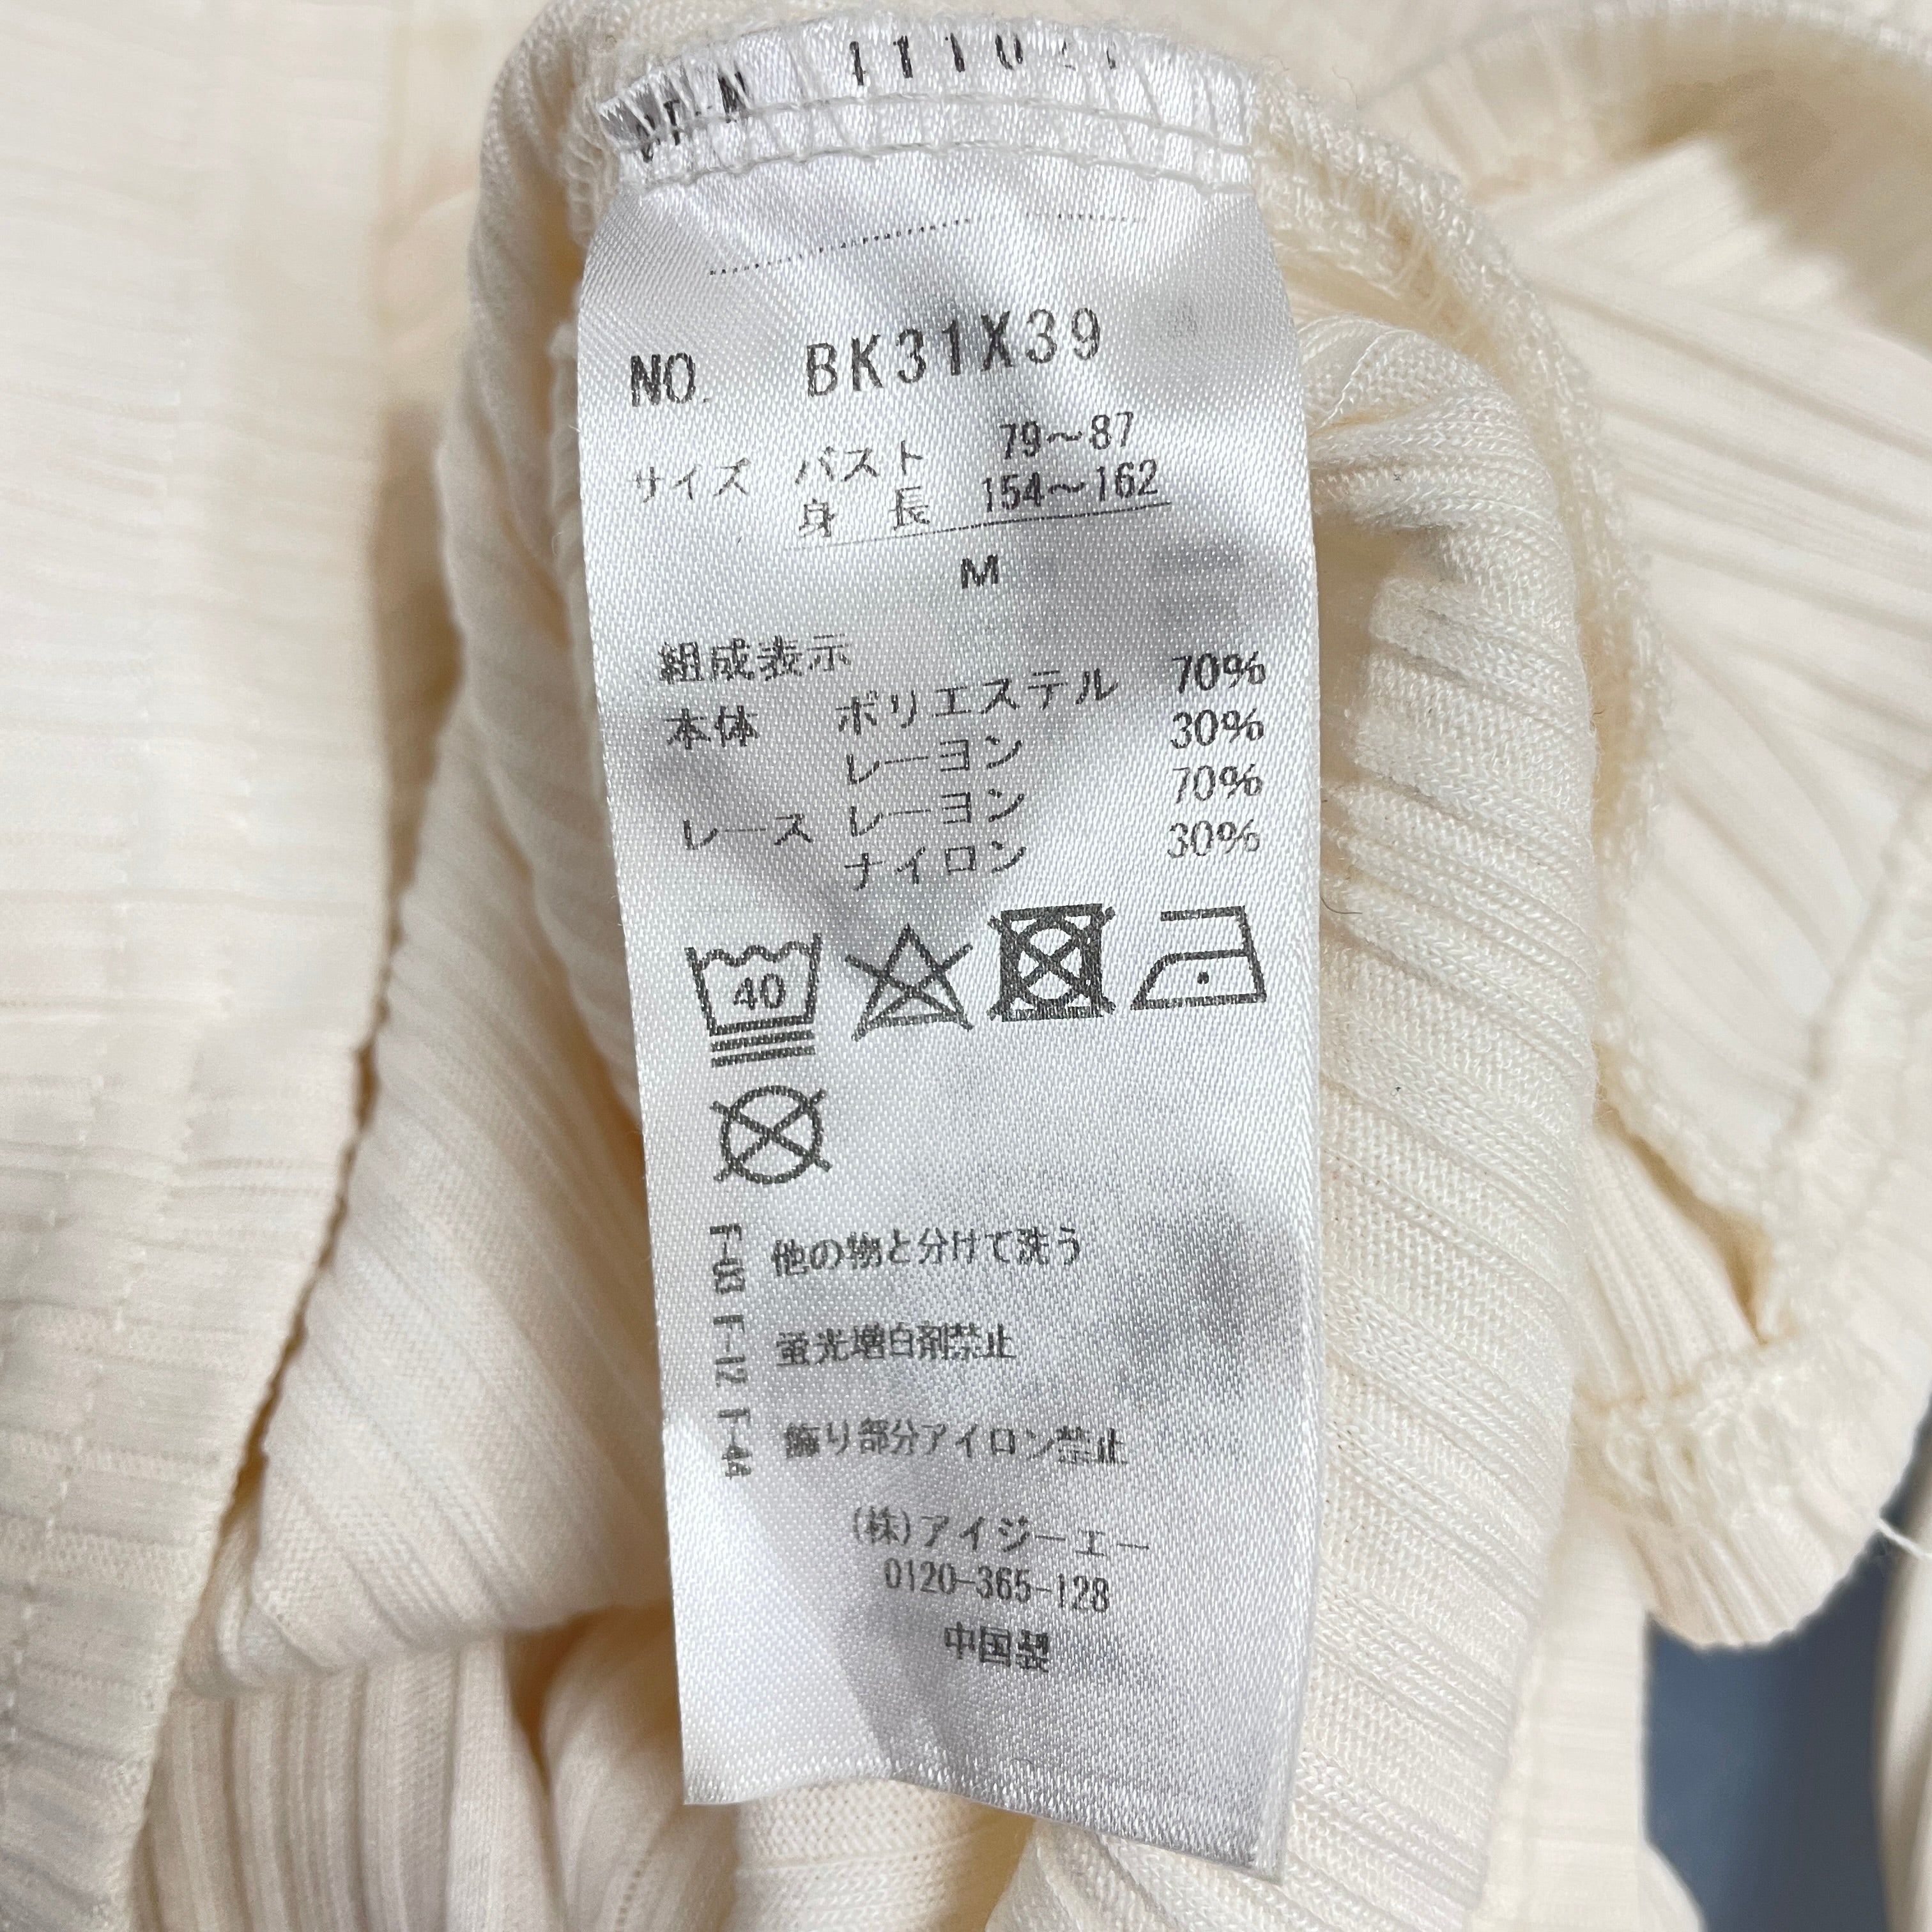 NO. BK31X39
サイズ バスト 79~87
身 長 154~162
M
組成表示
本体 ポリエステル 70%
レーヨン 30%
レース レーヨン 70%
ナイロン 30%
40
他の物と分けて洗う
蛍光増白剤禁止
飾り部分アイロン禁止
F-03 F-12 F-44
(株)アイジーエー
0120-365-128
中国製